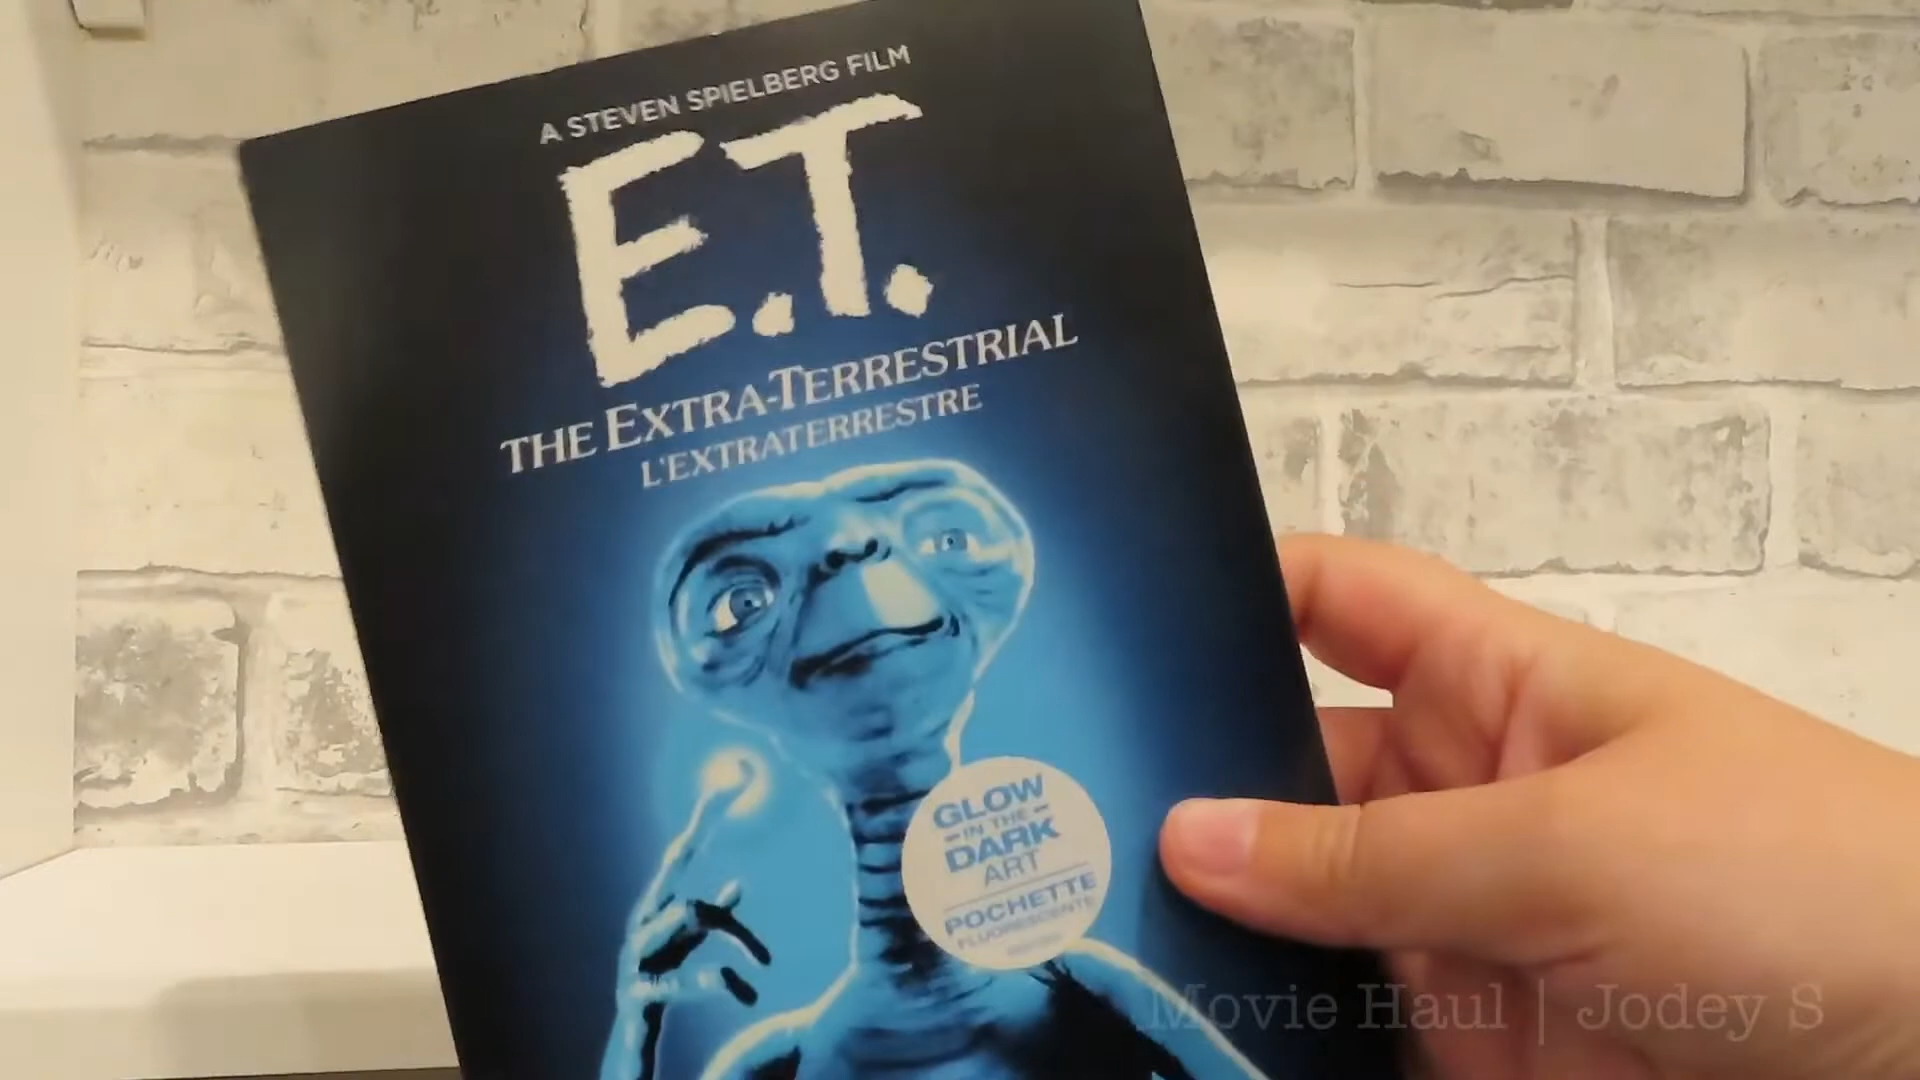 A STEVEN SPIELBERG FILM
E.T.
THE EXTRA-TERRESTRIAL
L'EXTRATERRESTRE
GLOW
IN THE
DARK
ART
POCHETTE
FLUORESCENTE
Movie Haul | Jodey S